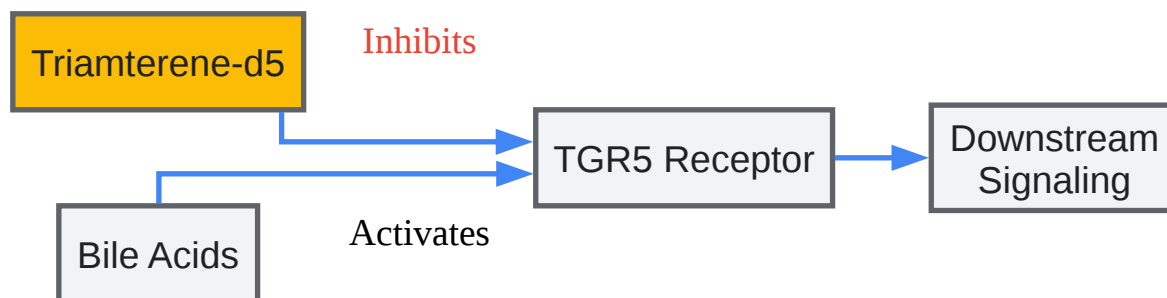 Triamterene-d5
Inhibits
TGR5 Receptor
Downstream
Signaling
Activates
Bile Acids